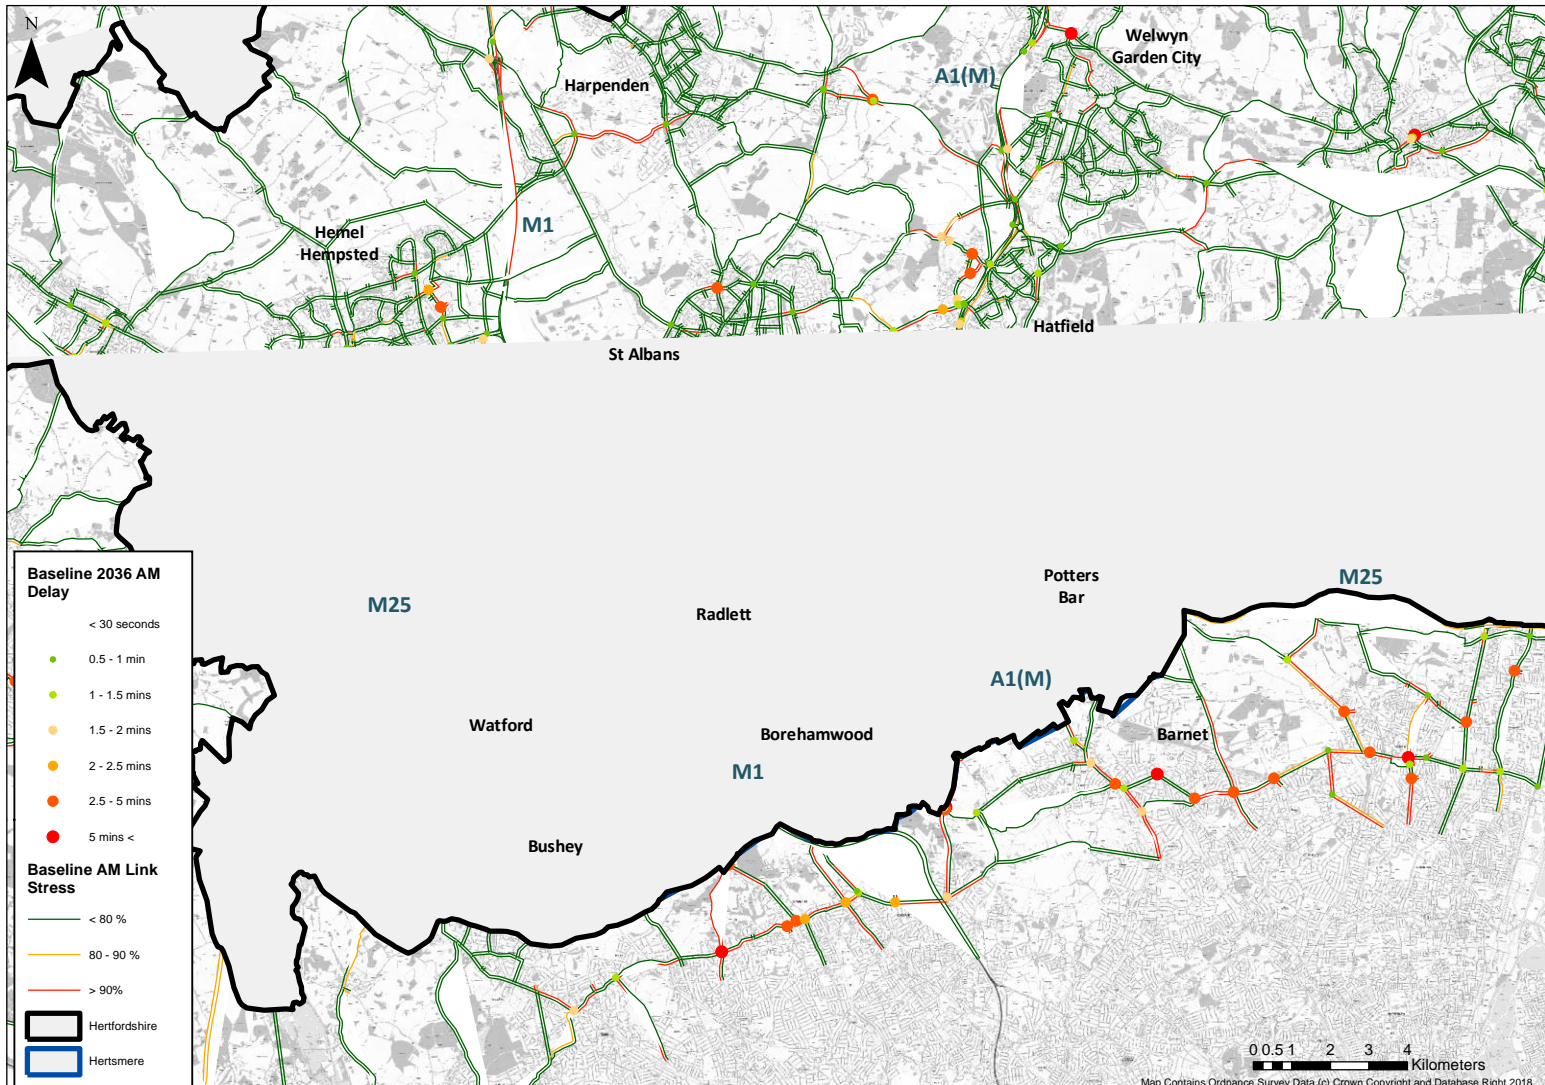 N
Welwyn
Garden City
A1(M)
Harpenden
M1
Hemel
Hempsted
Hatfield
St Albans
Potters
Bar
M25
M25
Radlett
A1(M)
Watford
Borehamwood
Barnet
M1
Bushey
Baseline 2036 AM
Delay
< 30 seconds
0.5 - 1 min
1 - 1.5 mins
1.5 - 2 mins
2 - 2.5 mins
2.5 - 5 mins
5 mins <
Baseline AM Link
Stress
< 80 %
80 - 90 %
> 90%
Hertfordshire
Hertsmere
0 0.5 1 2 3 4
Kilometers
Map Contains Ordnance Survey Data (c) Crown Copyright and Database Right 2018